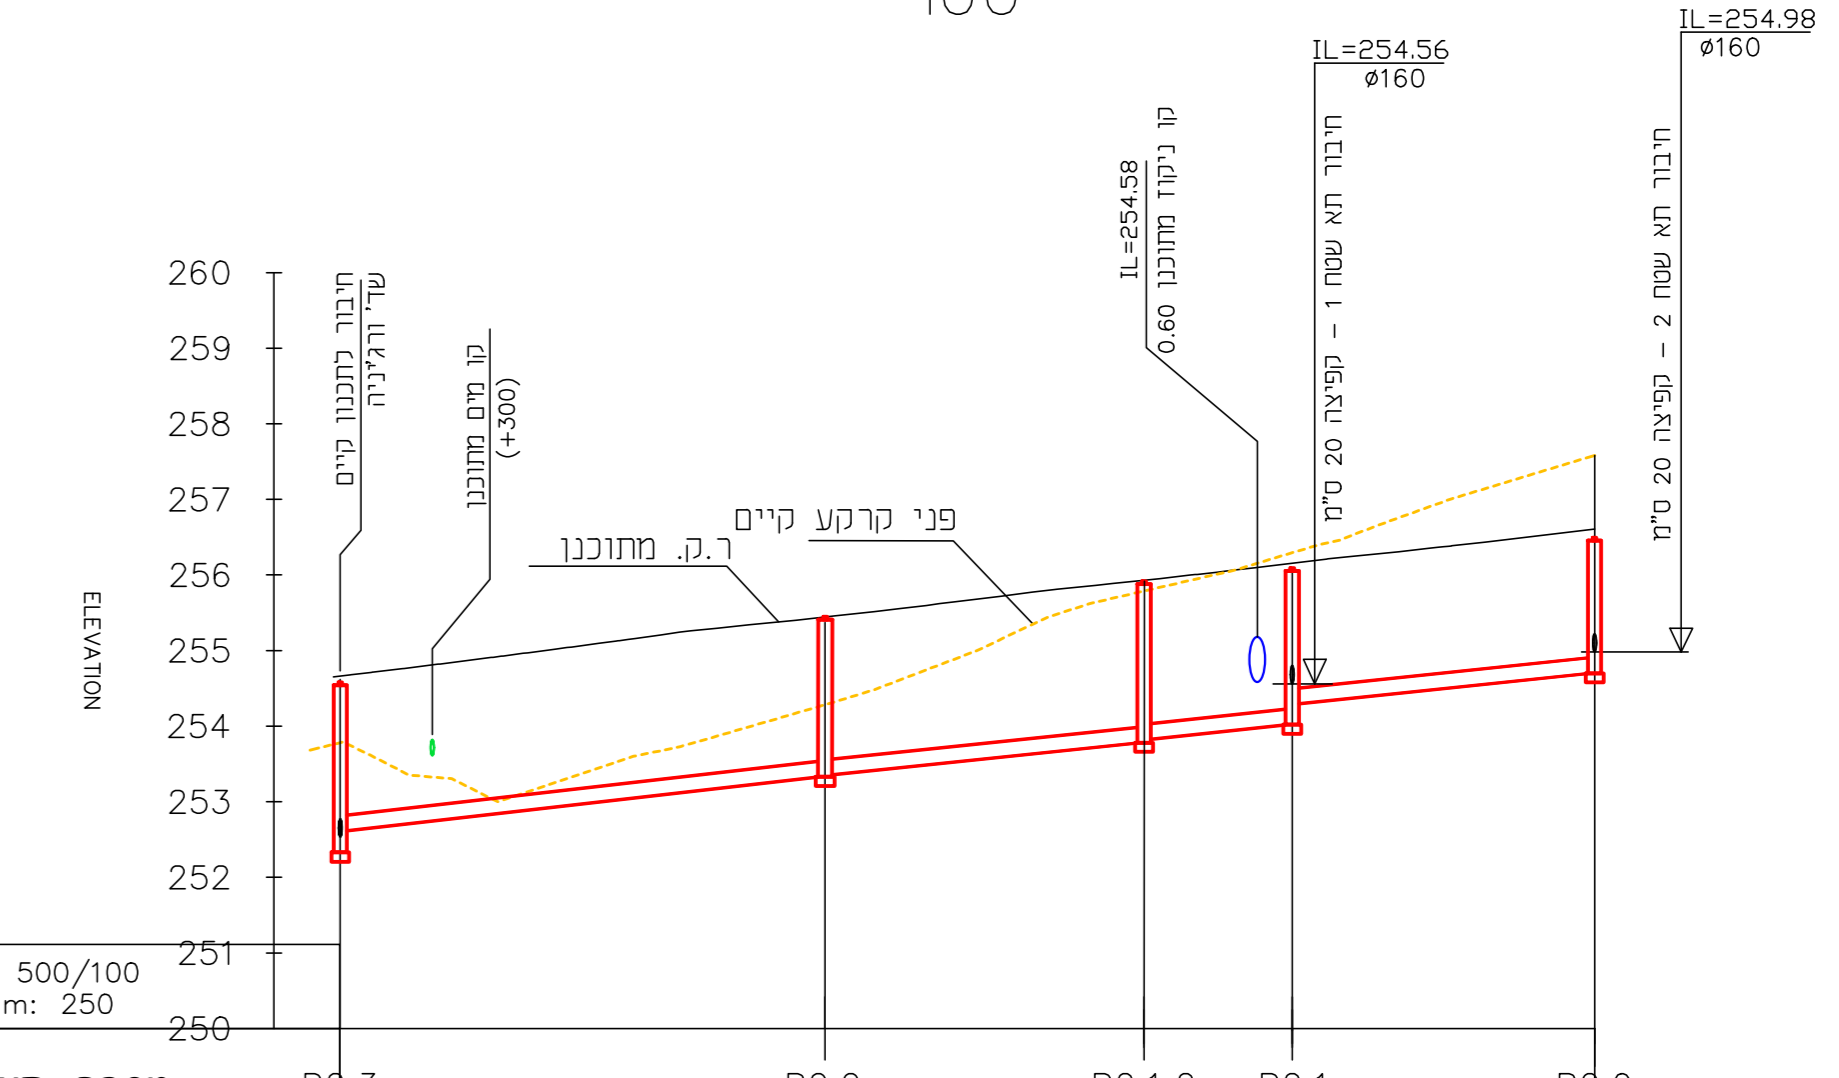 IL=254.98
ø160
IL=254.56
ø160
חיבור תא שטח 2 - קפיצה 20 ס"מ
חיבור תא שטח 1 - קפיצה 20 ס"מ
קו ניקוז מתוכנן 0.60
IL=254.58
חיבור לתכנון קיים
שד' ורג'יניה
קו מים מתוכנן
(+300)
פני קרקע קיים
ר.ק. מתוכנן
ELEVATION
260
259
258
257
256
255
254
253
252
251
250
500/100
m: 250